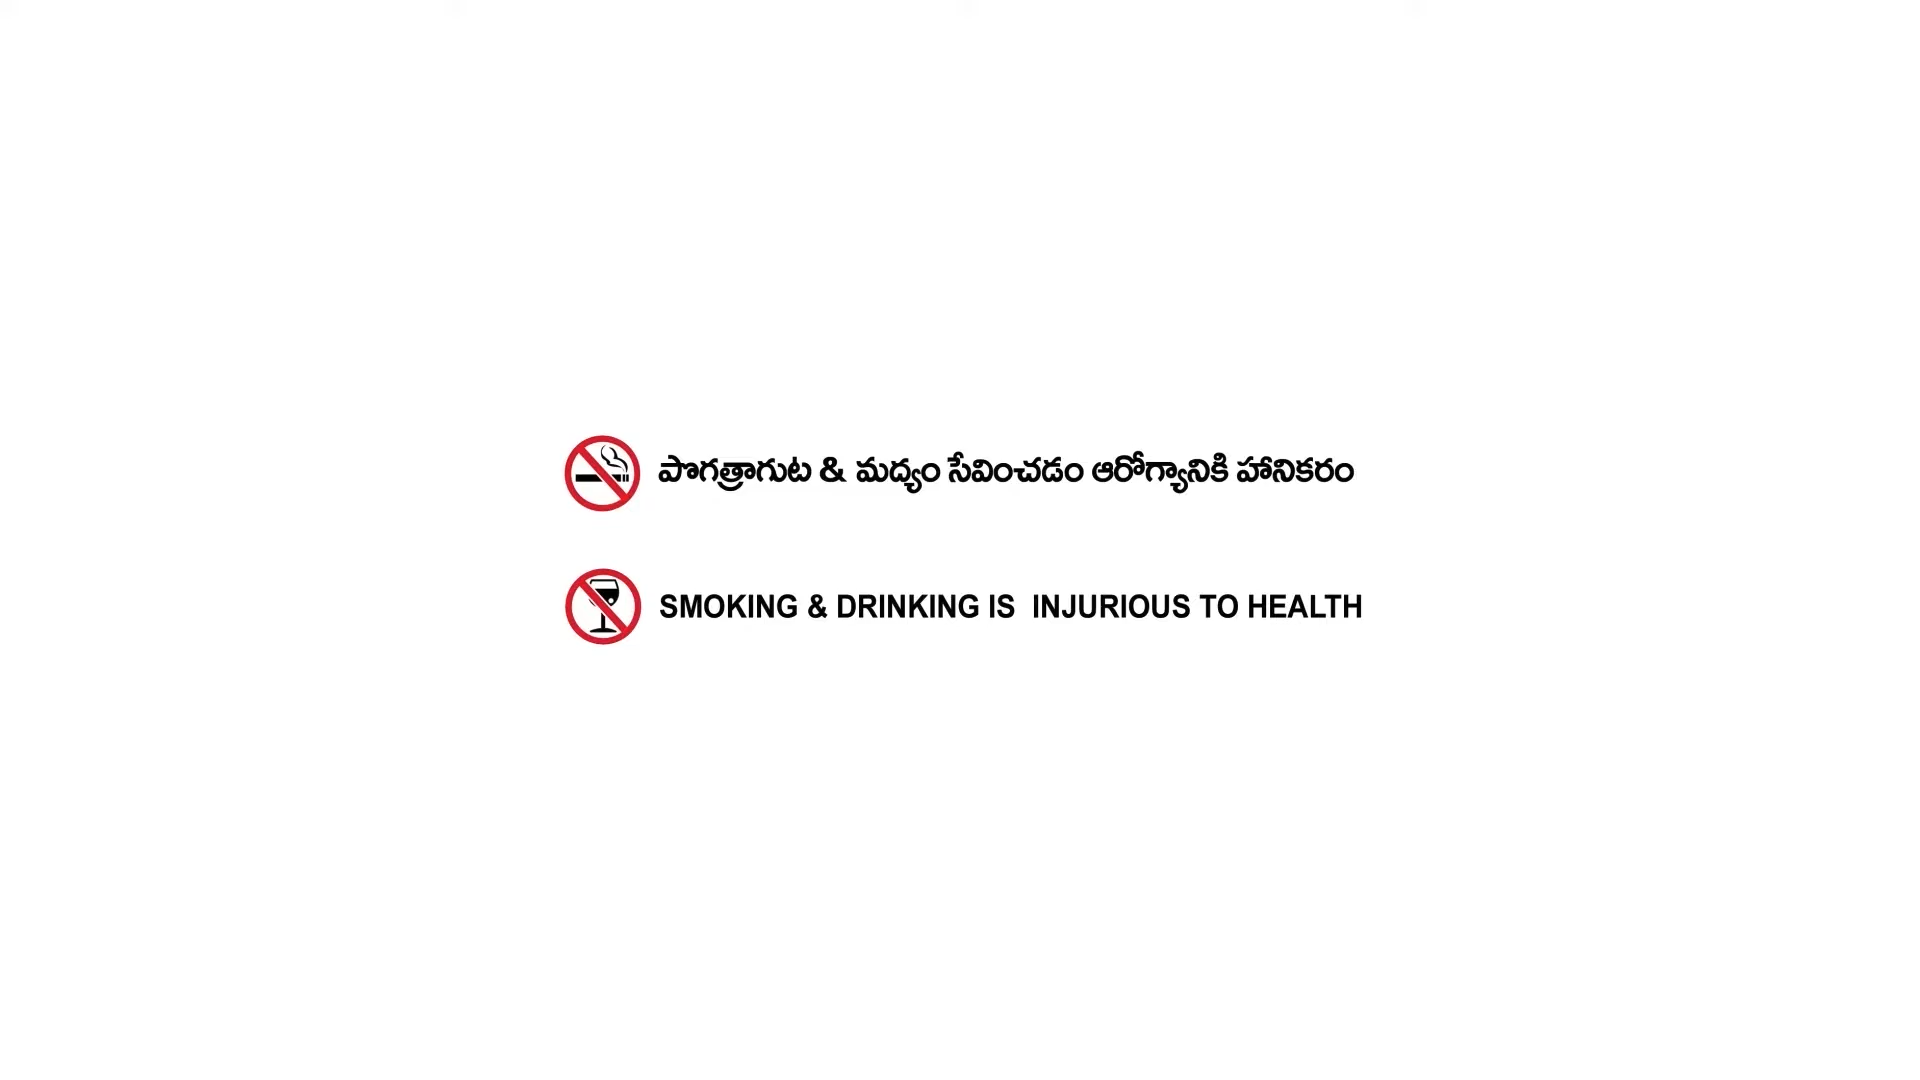 పొగత్రాగుట & మద్యం సేవించడం ఆరోగ్యానికి హానికరం
SMOKING & DRINKING IS  INJURIOUS TO HEALTH